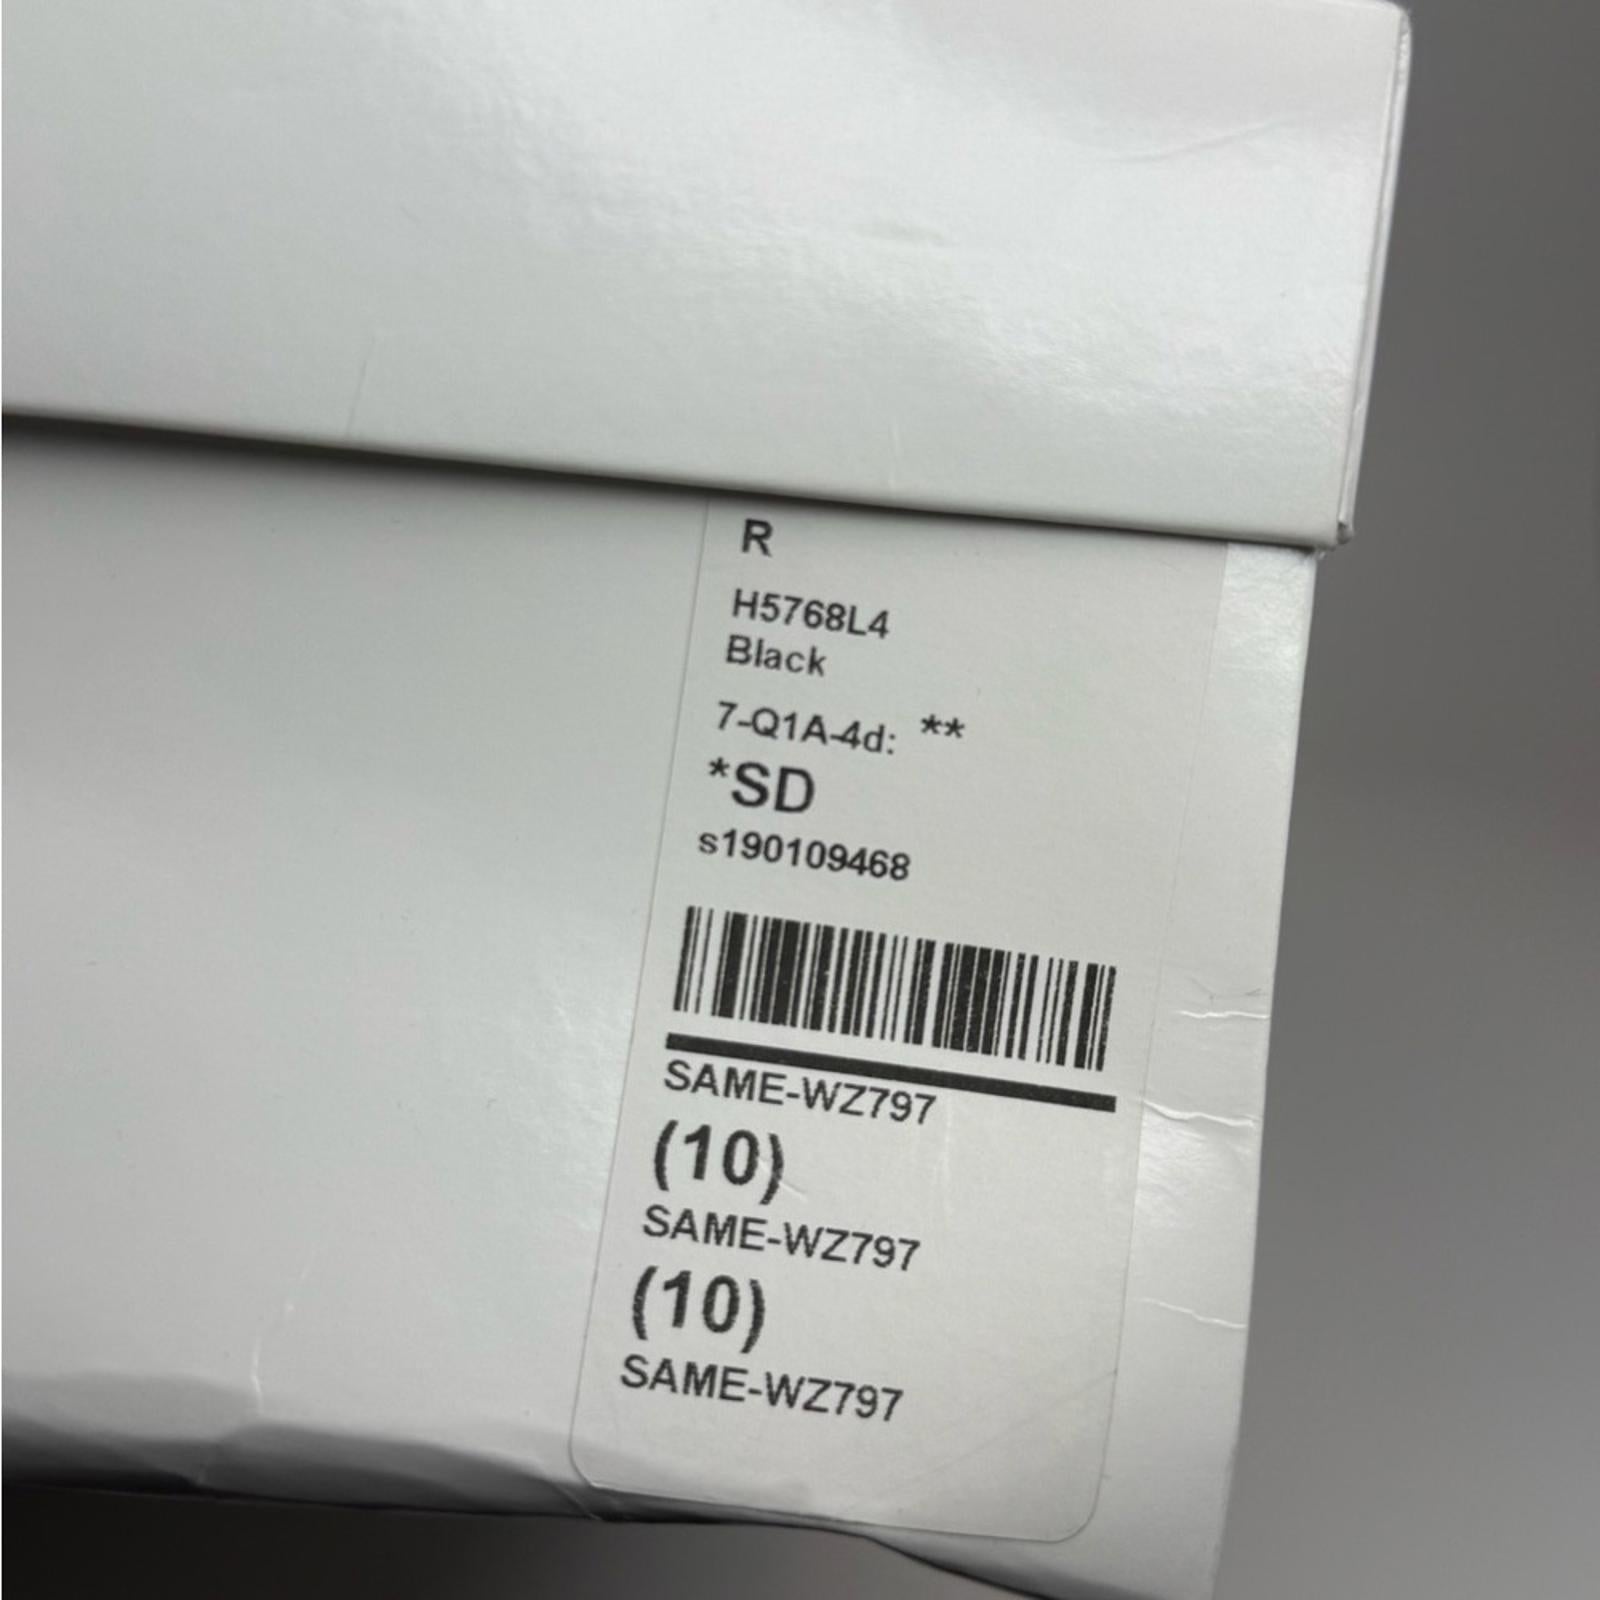 R
H5768L4
Black
7-Q1A-4d: **
*SD
s190109468
SAME-WZ797
(10)
SAME-WZ797
(10)
SAME-WZ797